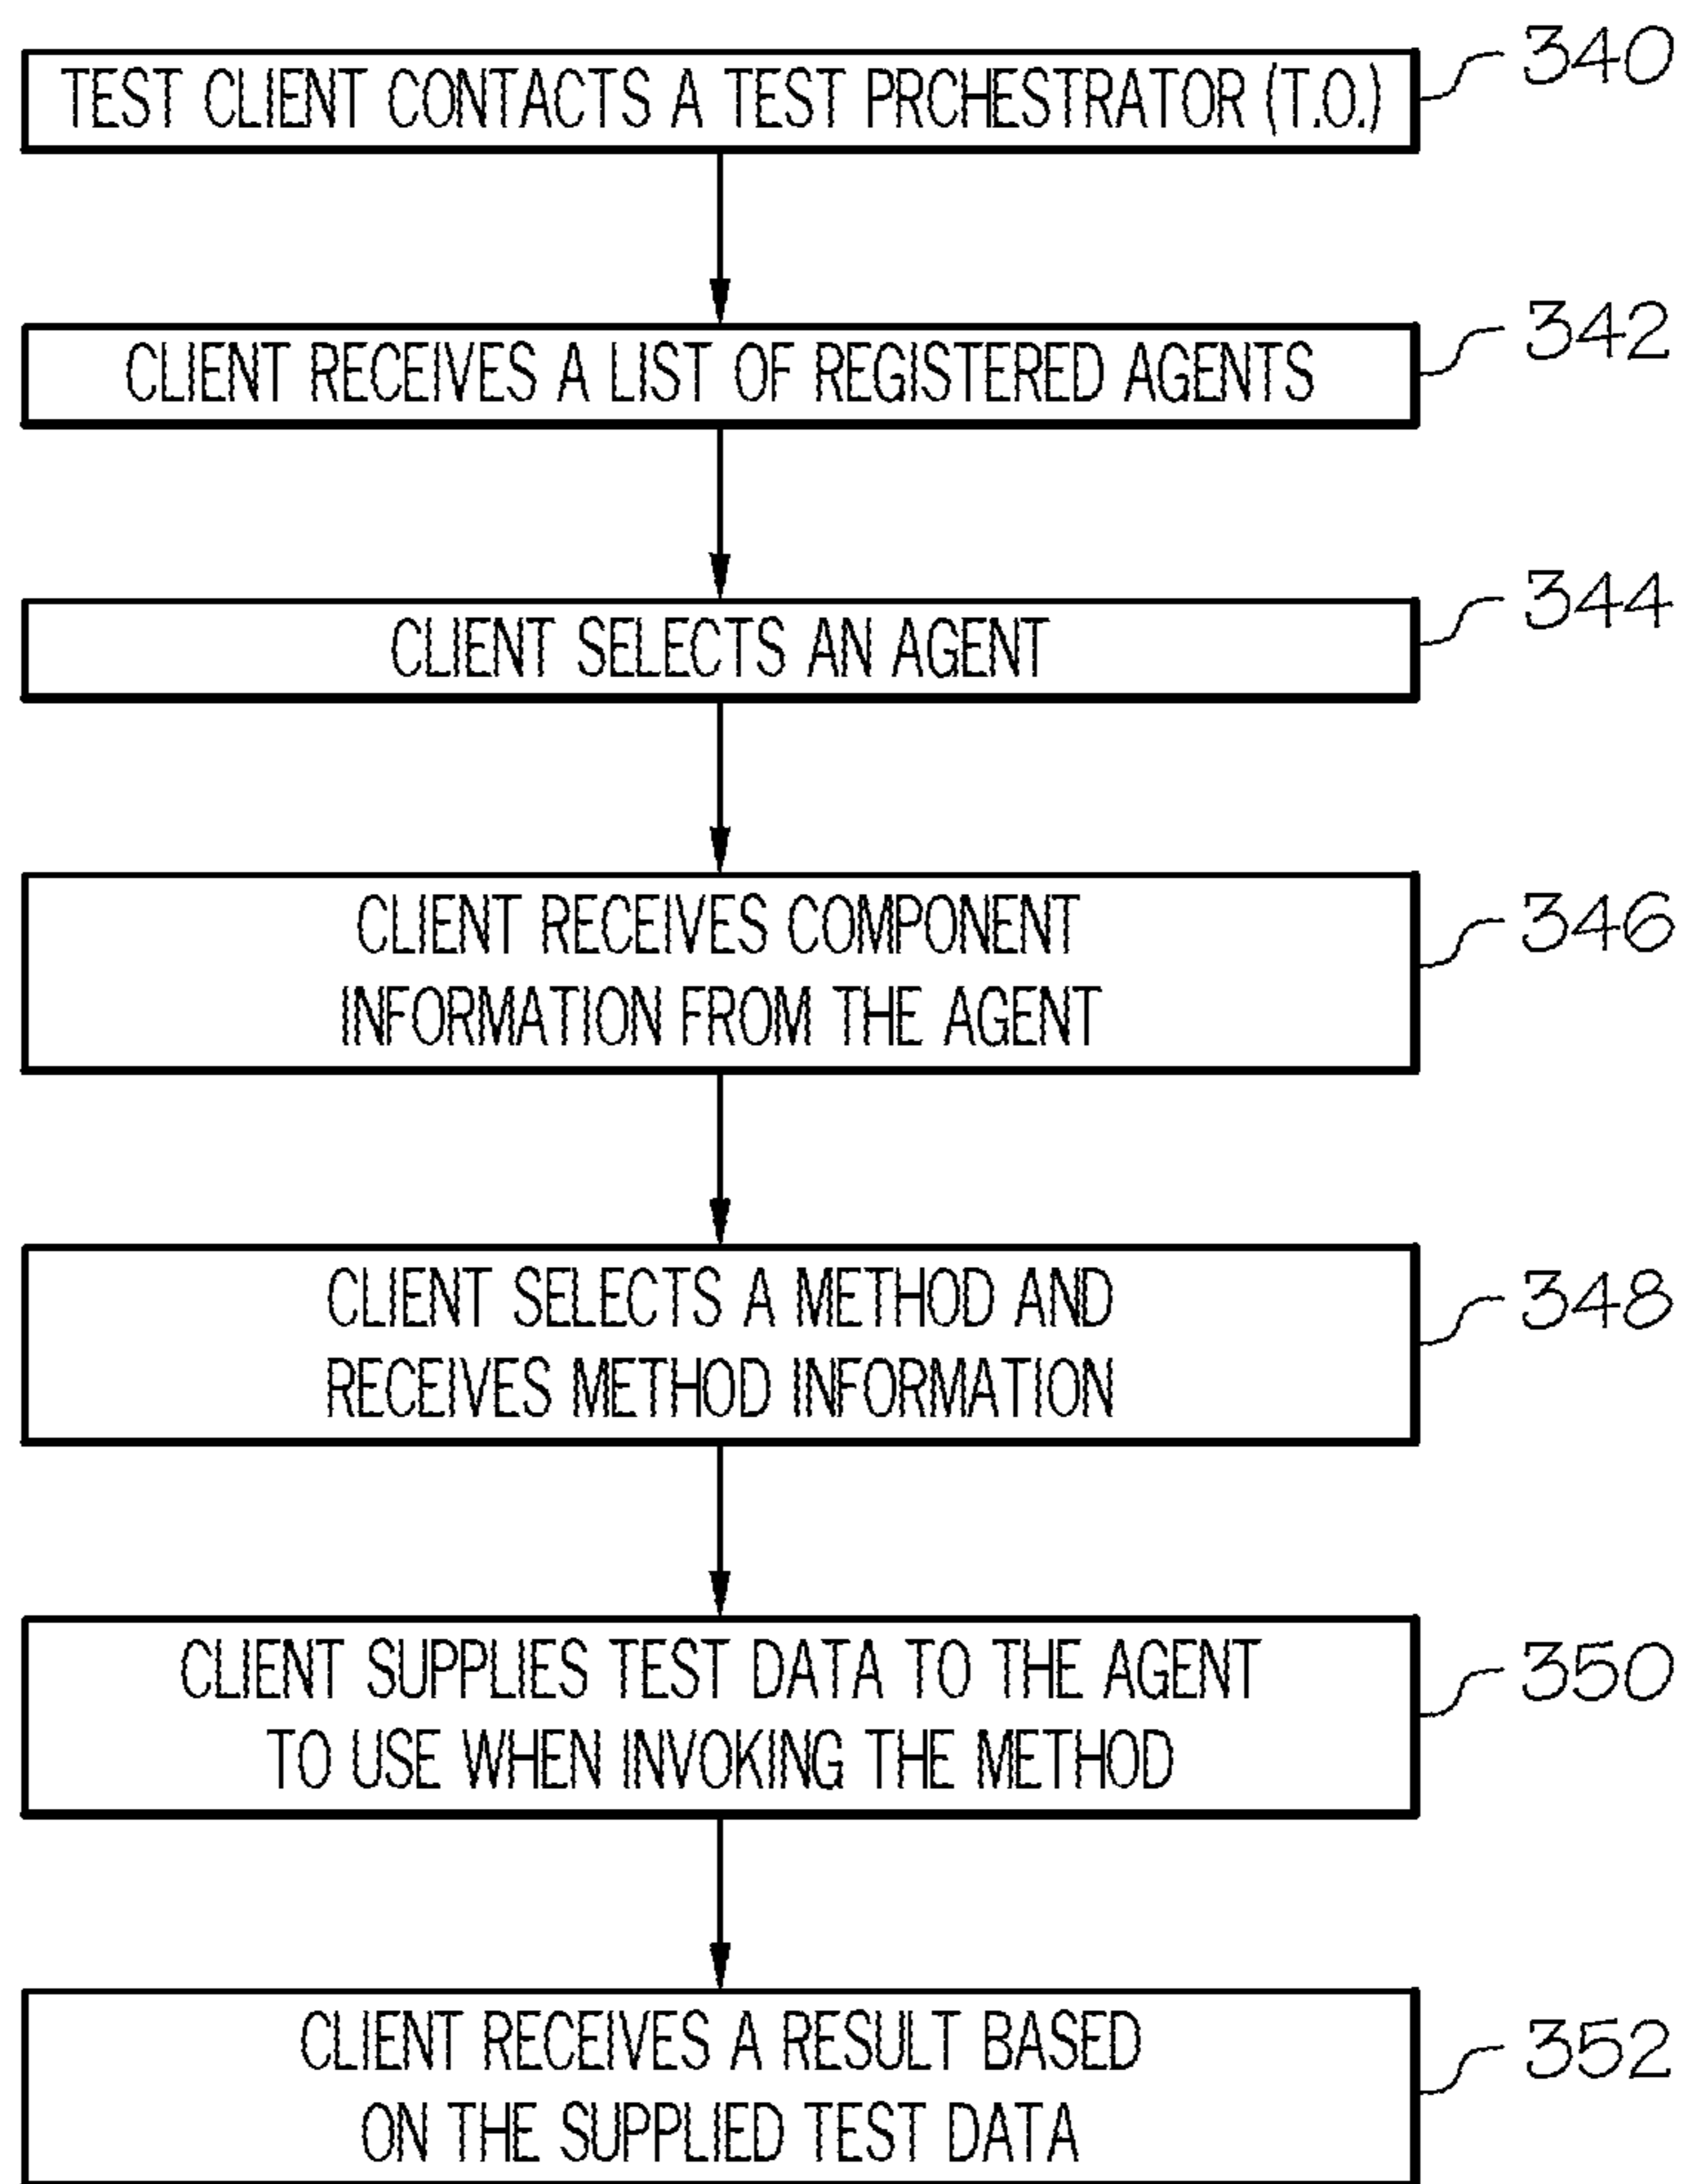 TEST CLIENT CONTACTS A TEST PRCHESTRATOR (T.O.)
340
CLIENT RECEIVES A LIST OF REGISTERED AGENTS
342
CLIENT SELECTS AN AGENT
344
CLIENT RECEIVES COMPONENT
INFORMATION FROM THE AGENT
346
CLIENT SELECTS A METHOD AND
RECEIVES METHOD INFORMATION
348
CLIENT SUPPLIES TEST DATA TO THE AGENT
TO USE WHEN INVOKING THE METHOD
350
CLIENT RECEIVES A RESULT BASED
ON THE SUPPLIED TEST DATA
352